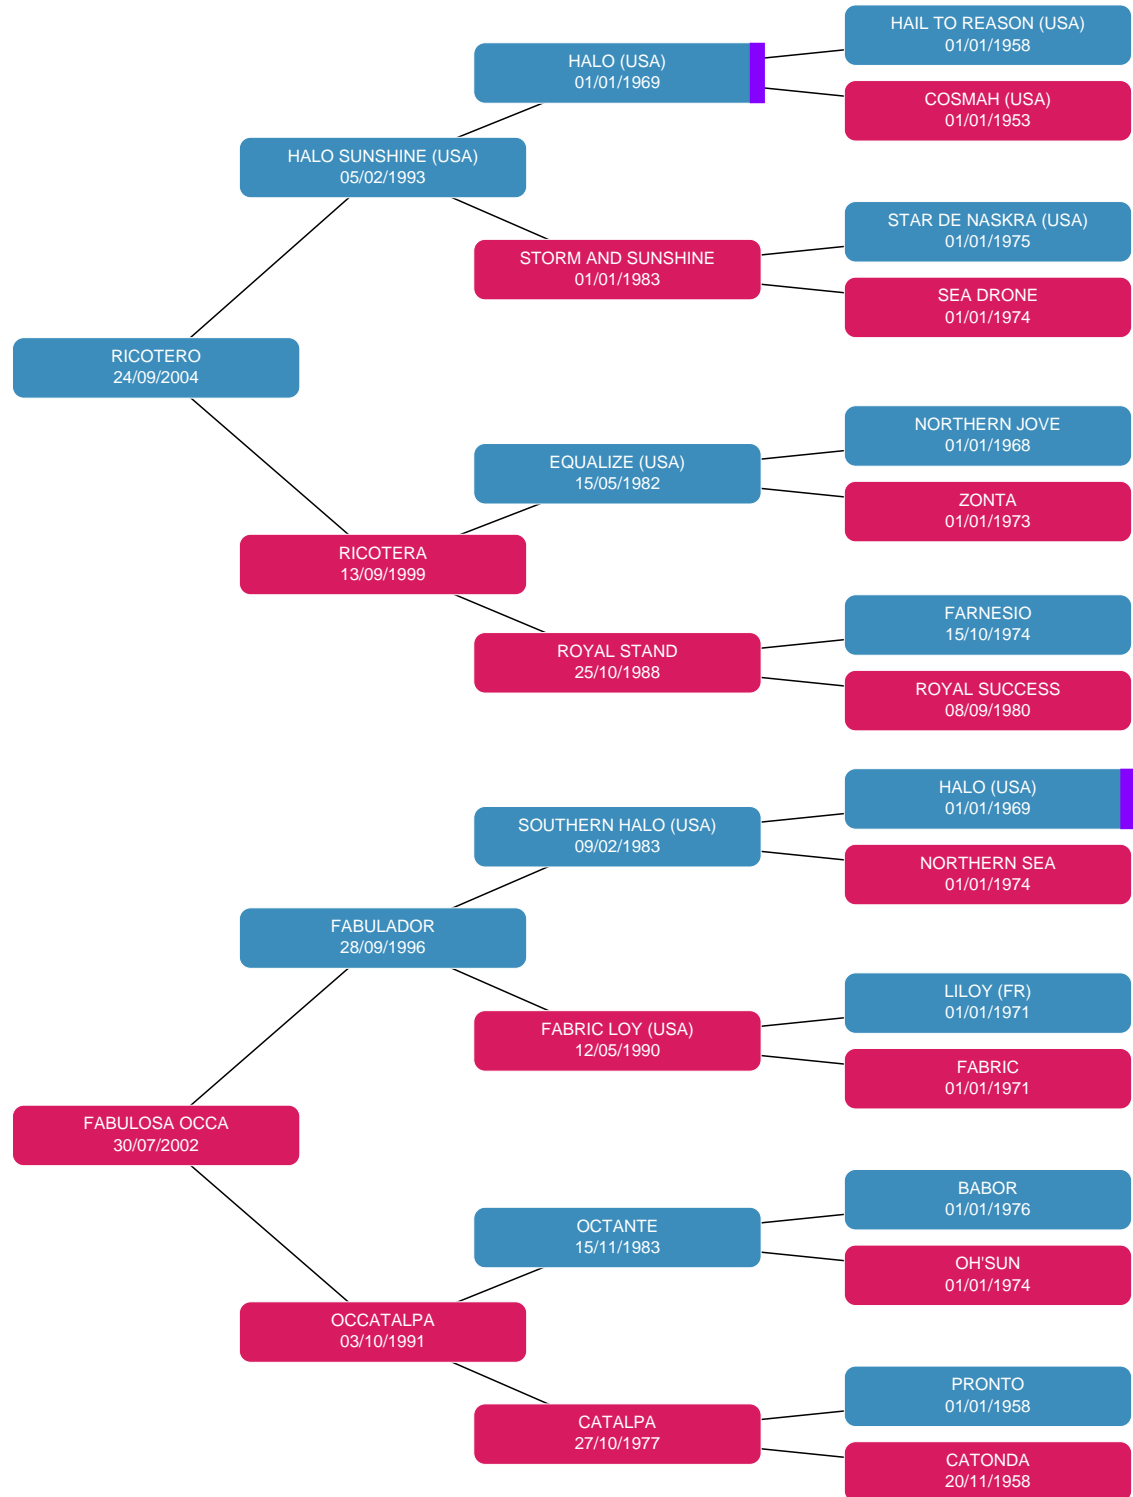 HAIL TO REASON (USA)
01/01/1958
HALO (USA)
01/01/1969
COSMAH (USA)
01/01/1953
HALO SUNSHINE (USA)
05/02/1993
STAR DE NASKRA (USA)
01/01/1975
STORM AND SUNSHINE
01/01/1983
SEA DRONE
01/01/1974
RICOTERO
24/09/2004
NORTHERN JOVE
01/01/1968
EQUALIZE (USA)
15/05/1982
ZONTA
01/01/1973
RICOTERA
13/09/1999
FARNESIO
15/10/1974
ROYAL STAND
25/10/1988
ROYAL SUCCESS
08/09/1980
HALO (USA)
01/01/1969
SOUTHERN HALO (USA)
09/02/1983
NORTHERN SEA
01/01/1974
FABULADOR
28/09/1996
LILOY (FR)
01/01/1971
FABRIC LOY (USA)
12/05/1990
FABRIC
01/01/1971
FABULOSA OCCA
30/07/2002
BABOR
01/01/1976
OCTANTE
15/11/1983
OH'SUN
01/01/1974
OCCATALPA
03/10/1991
PRONTO
01/01/1958
CATALPA
27/10/1977
CATONDA
20/11/1958